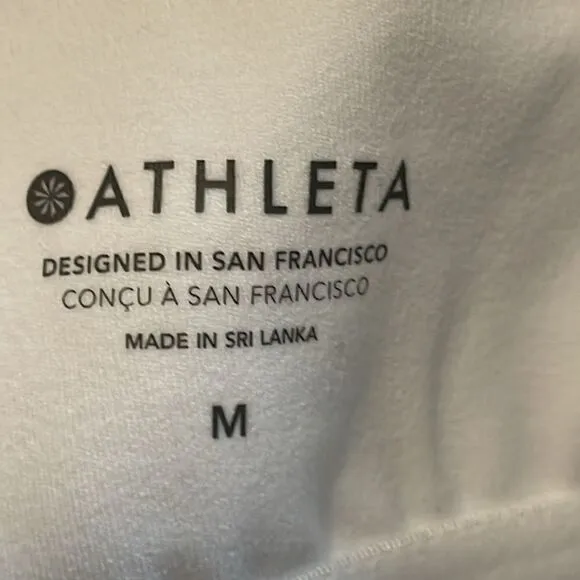 ATHLETA
DESIGNED IN SAN FRANCISCO
CONÇU À SAN FRANCISCO
MADE IN SRI LANKA
M